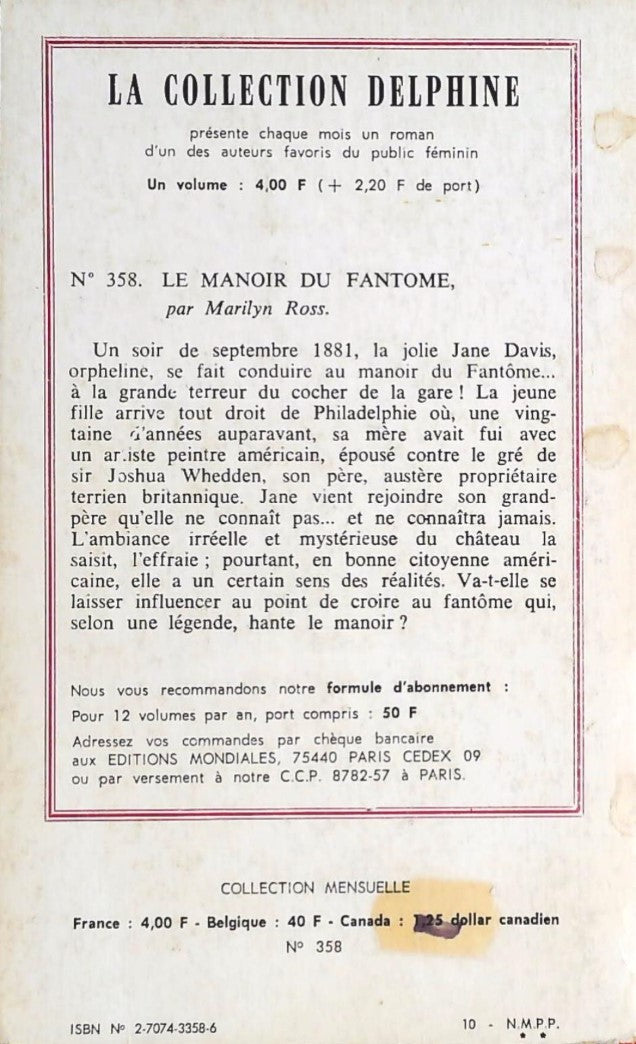 LA COLLECTION DELPHINE
présente chaque mois un roman
d'un des auteurs favoris du public féminin
Un volume : 4,00 F (+ 2,20 F de port)
N° 358. LE MANOIR DU FANTOME,
par Marilyn Ross.
Un soir de septembre 1881, la jolie Jane Davis,
orpheline, se fait conduire au manoir du Fantôme...
à la grande terreur du cocher de la gare ! La jeune
fille arrive tout droit de Philadelphie où, une ving-
taine d'années auparavant, sa mère avait fui avec
un artiste peintre américain, épousé contre le gré de
sir Joshua Whedden, son père, austère propriétaire
terrien britannique. Jane vient rejoindre son grand-
père qu'elle ne connaît pas... et ne connaîtra jamais.
L'ambiance irréelle et mystérieuse du château la
saisit, l'effraie ; pourtant, en bonne citoyenne améri-
caine, elle a un certain sens des réalités. Va-t-elle se
laisser influencer au point de croire au fantôme qui,
selon une légende, hante le manoir ?
Nous vous recommandons notre formule d'abonnement :
Pour 12 volumes par an, port compris : 50 F
Adressez vos commandes par chèque bancaire
aux EDITIONS MONDIALES, 75440 PARIS CEDEX 09
ou par versement à notre C.C.P. 8782-57 à PARIS.
COLLECTION MENSUELLE
France : 4,00 F - Belgique : 40 F - Canada : 1,25 dollar canadien
N° 358
ISBN N° 2-7074-3358-6
10 - N.M.P.P.